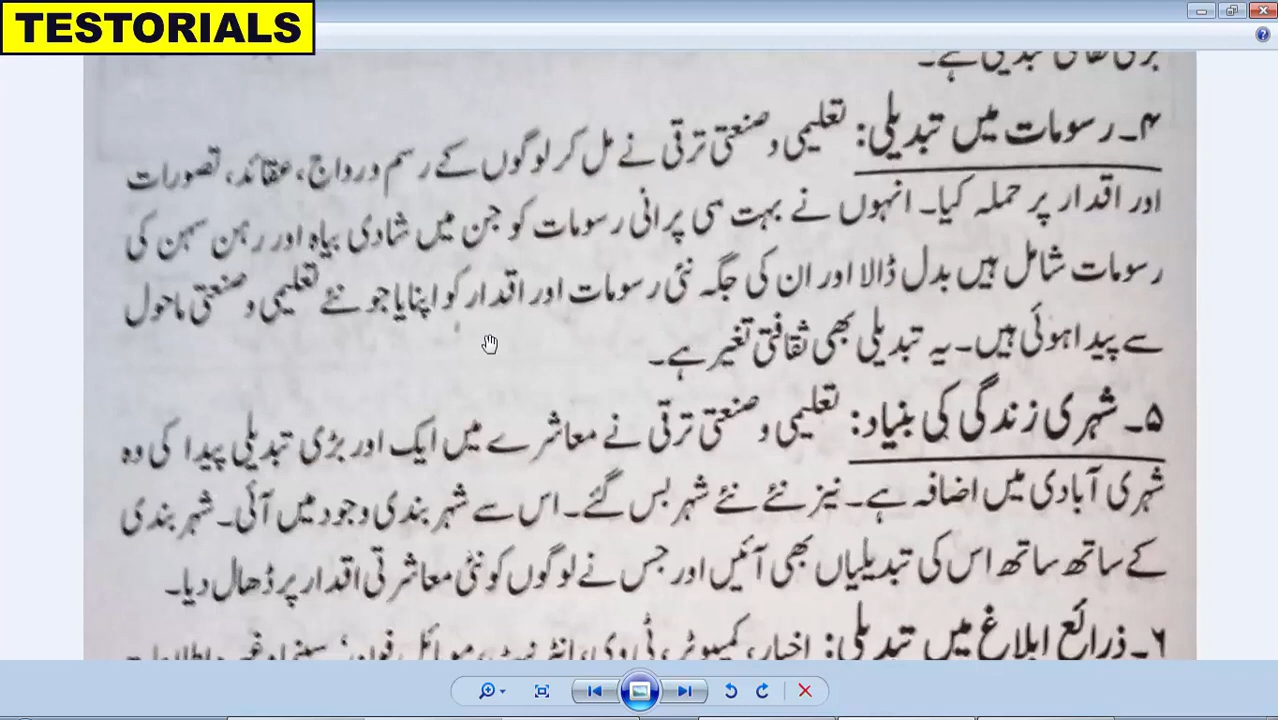 TESTORIALS
تبدیلی ہے۔
۴۔ رسومات میں تبدیلی: تعلیمی و صنعتی ترقی نے مل کر لوگوں کے رسم و رواج، عقائد، تصورات
اور اقدار پر حملہ کیا۔ انہوں نے بہت سی پرانی رسومات کو جن میں شادی بیاہ اور رہن سہن کی
رسومات شامل ہیں بدل ڈالا اور ان کی جگہ نئی رسومات اور اقدار کو اپنایا جو نئے تعلیمی و صنعتی ماحول
سے پیدا ہوئی ہیں۔ یہ تبدیلی بھی ثقافتی تغیر ہے۔
۵۔ شہری زندگی کی بنیاد: تعلیمی و صنعتی ترقی نے معاشرے میں ایک اور بڑی تبدیلی پیدا کی وہ
شہری آبادی میں اضافہ ہے۔ نیز نئے نئے شہر بس گئے۔ اس سے شہر بندی وجود میں آئی۔ شہر بندی
کے ساتھ ساتھ اس کی تبدیلیاں بھی آئیں اور جس نے لوگوں کو نئی معاشرتی اقدار پر ڈھال دیا۔
۶۔ ذرائع ابلاغ میں تبدیلی: اخبار، کمپیوٹر، ٹی وی، انٹرنیٹ، موبائل فون، سینما وغیرہ